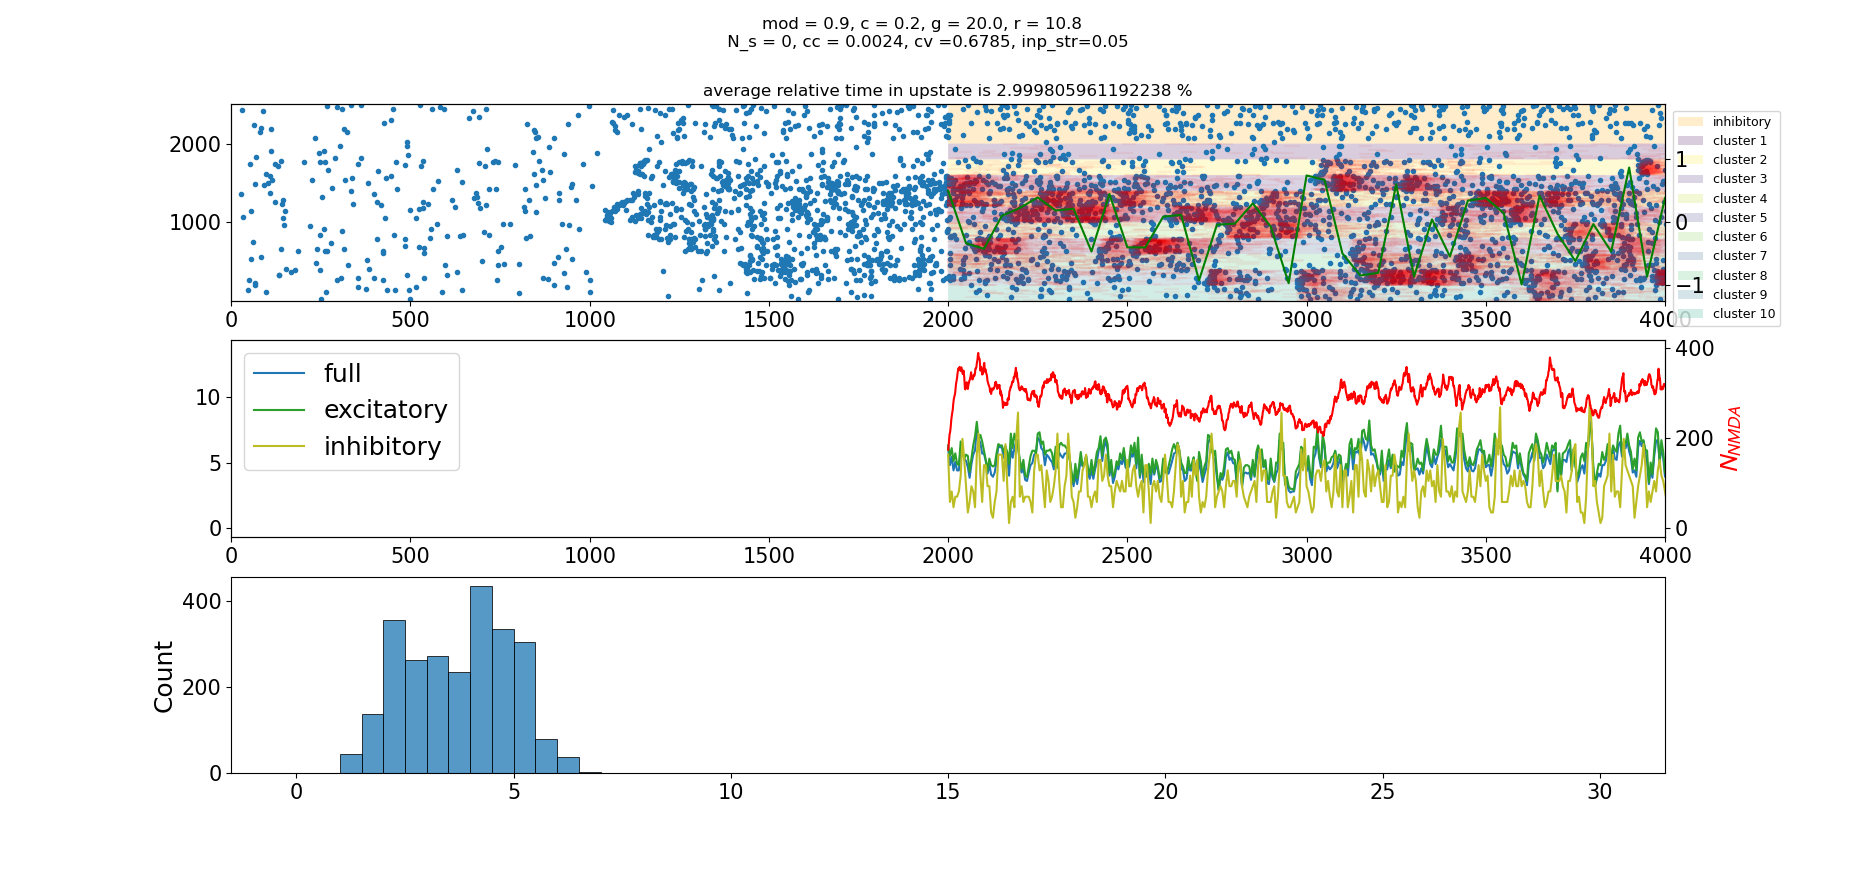 mod = 0.9, c = 0.2, g = 20.0, r = 10.8
N_s = 0, cc = 0.0024, cv =0.6785, inp_str=0.05
average relative time in upstate is 2.999805961192238 %
2000
1000
1
0
−1
inhibitory
cluster 1
cluster 2
cluster 3
cluster 4
cluster 5
cluster 6
cluster 7
cluster 8
cluster 9
cluster 10
0 500 1000 1500 2000 2500 3000 3500 4000
full
excitatory
inhibitory
10
5
0
400
200
0
N_NMDA
0 500 1000 1500 2000 2500 3000 3500 4000
Count
400
200
0
0 5 10 15 20 25 30